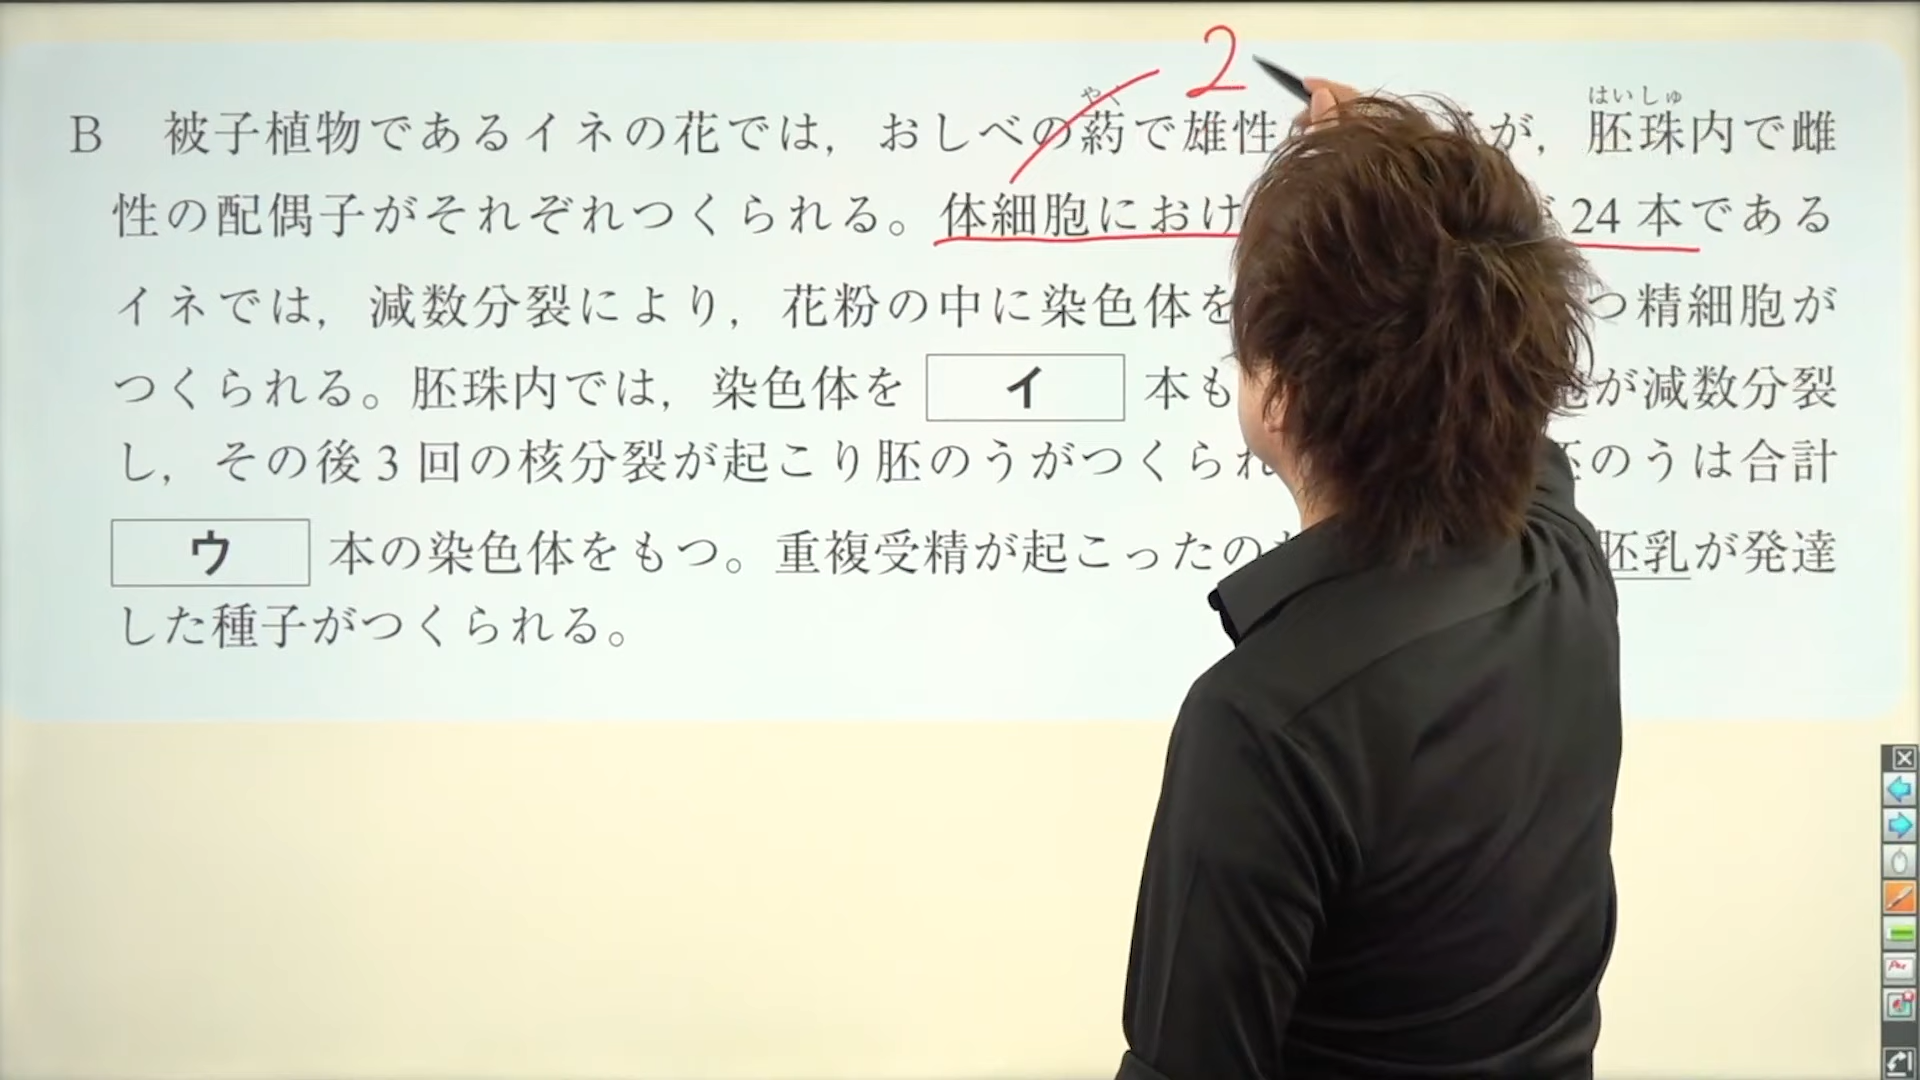 2
やく はいしゅ
B 被子植物であるイネの花では，おしべの葯で雄性 が，胚珠内で雌
性の配偶子がそれぞれつくられる。体細胞におけ 24本である
イネでは，減数分裂により，花粉の中に染色体を つ精細胞が
つくられる。胚珠内では，染色体を イ 本も が減数分裂
し，その後3回の核分裂が起こり胚のうがつくら のうは合計
ウ 本の染色体をもつ。重複受精が起こったの 胚乳が発達
した種子がつくられる。